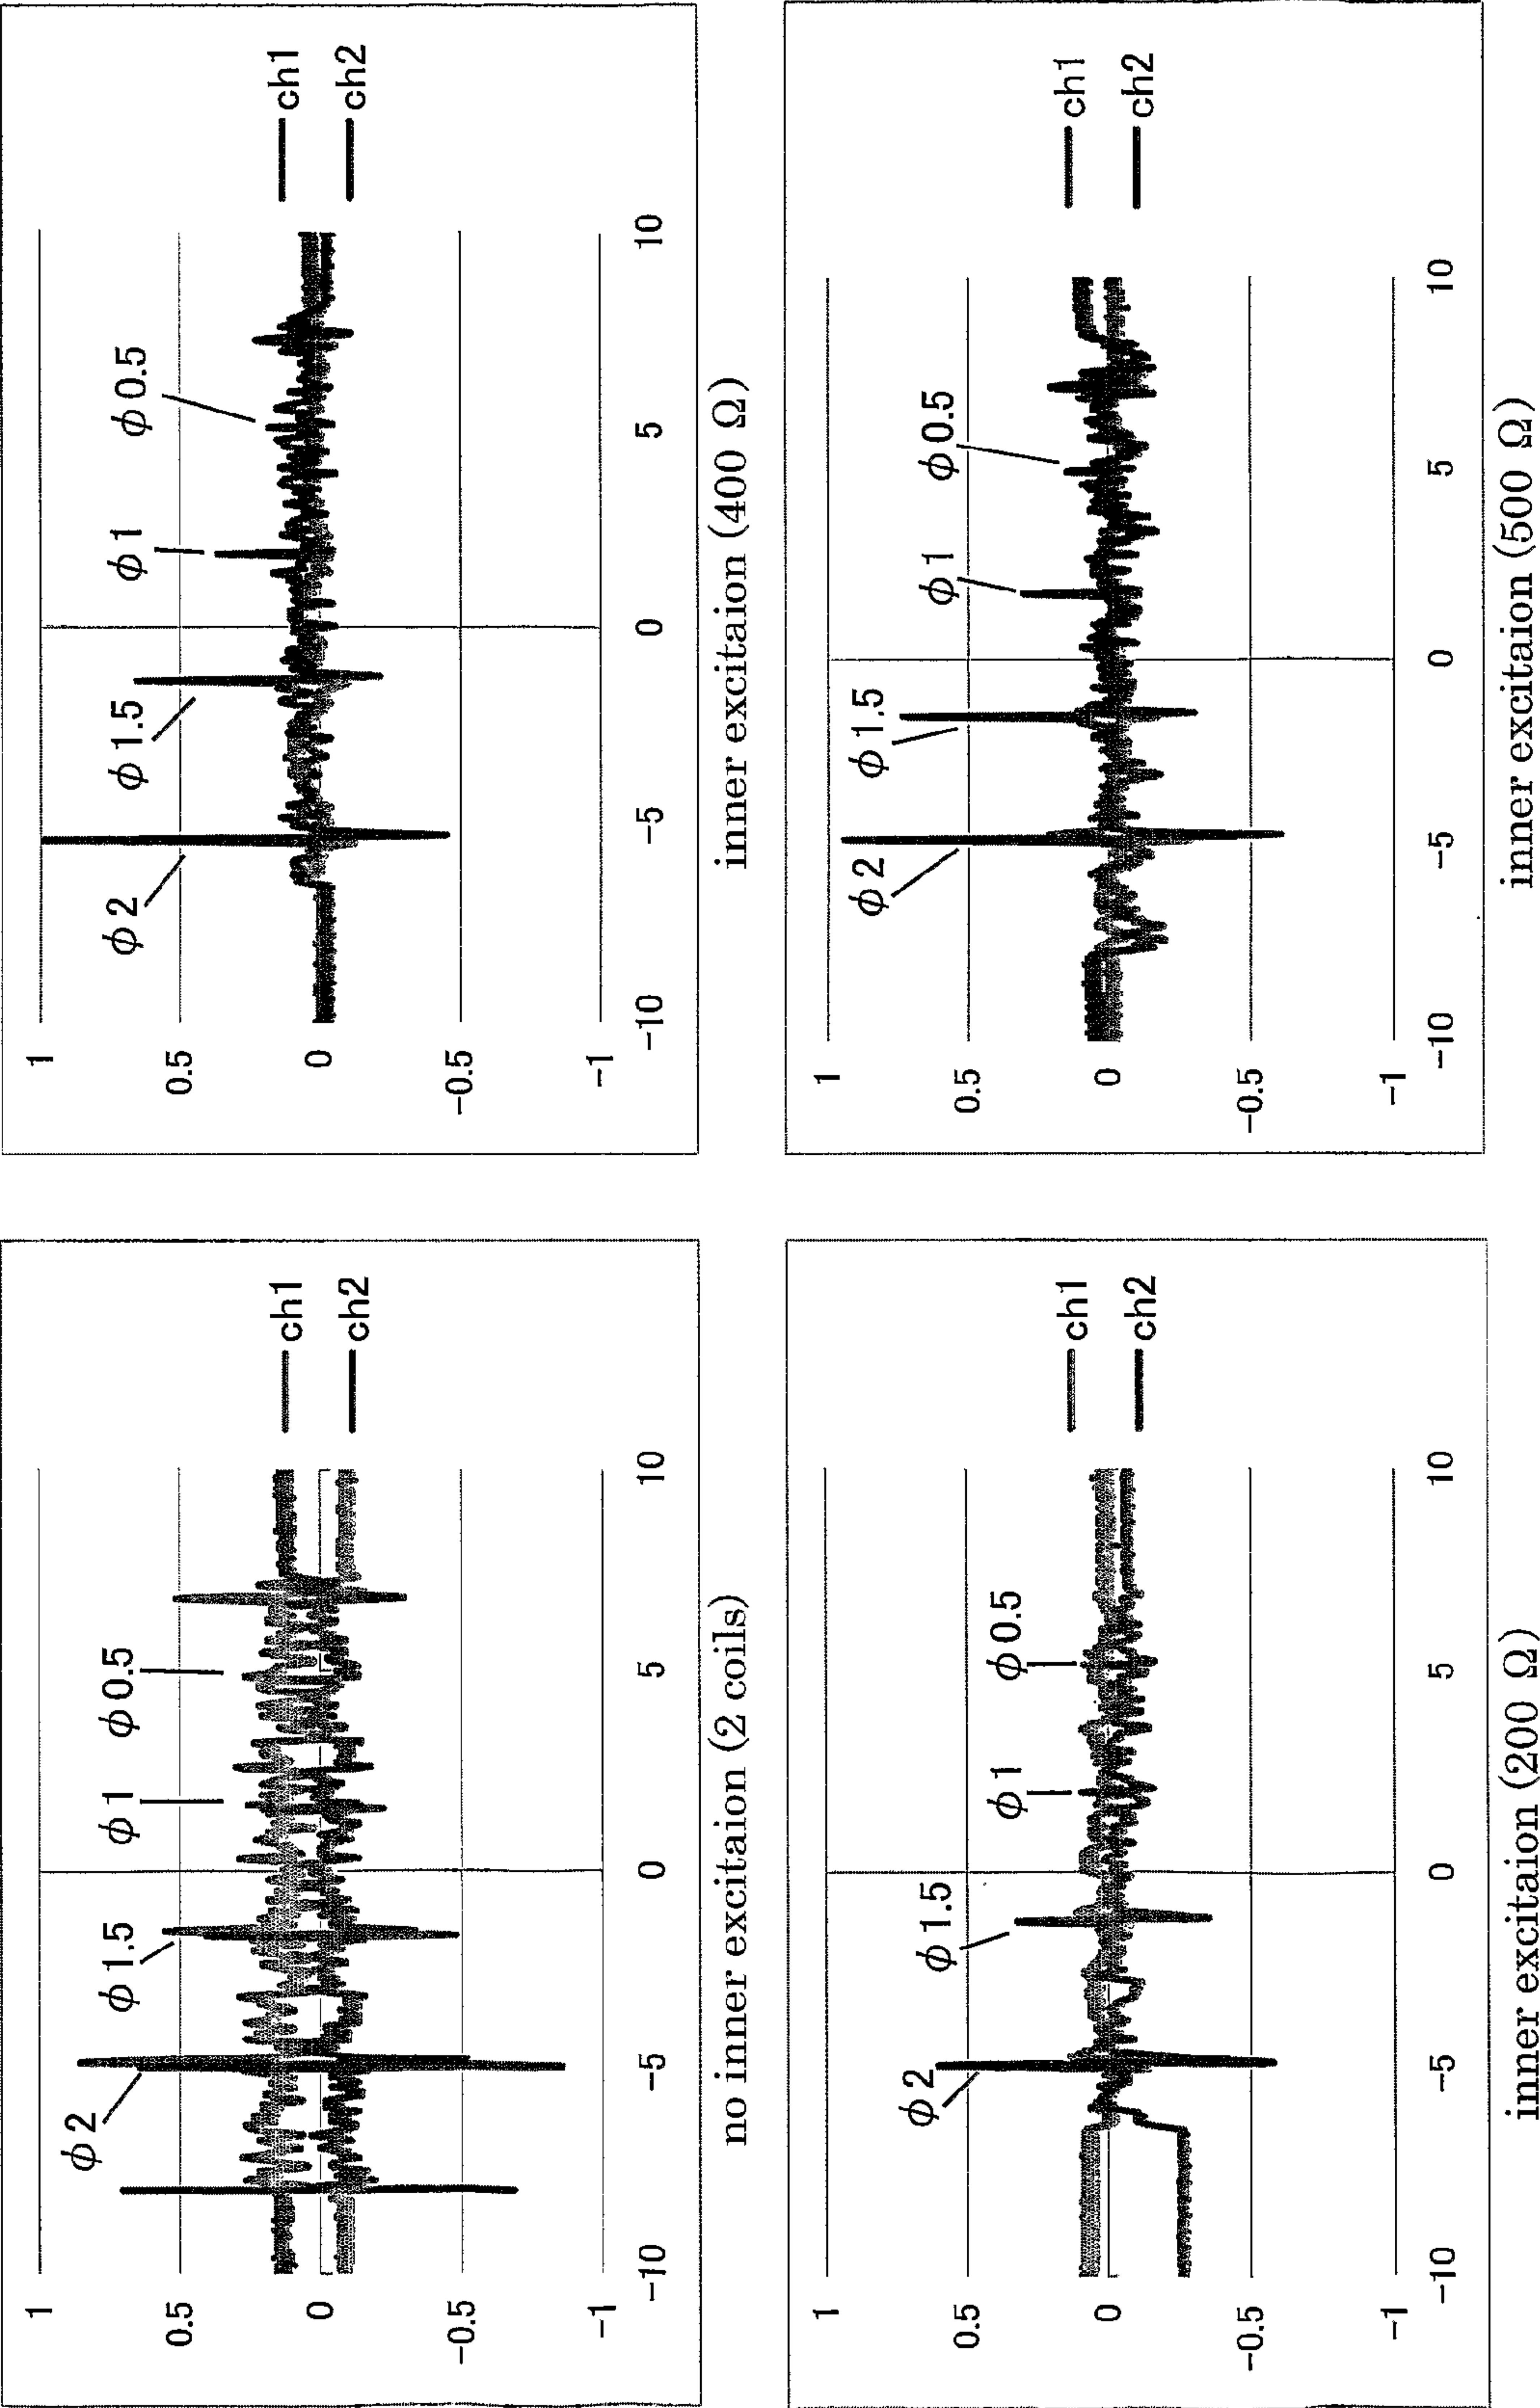 1
0.5
0
−0.5
−1
−10
−5
0
5
10
φ2
φ1.5
φ1
φ0.5
ch1
ch2
no inner excitaion (2 coils)
1
0.5
0
−0.5
−1
−10
−5
0
5
10
φ2
φ1.5
φ1
φ0.5
ch1
ch2
inner excitaion (400 Ω)
1
0.5
0
−0.5
−1
−10
−5
0
5
10
φ2
φ1.5
φ1
φ0.5
ch1
ch2
inner excitaion (200 Ω)
1
0.5
0
−0.5
−1
−10
−5
0
5
10
φ2
φ1.5
φ1
φ0.5
ch1
ch2
inner excitaion (500 Ω)